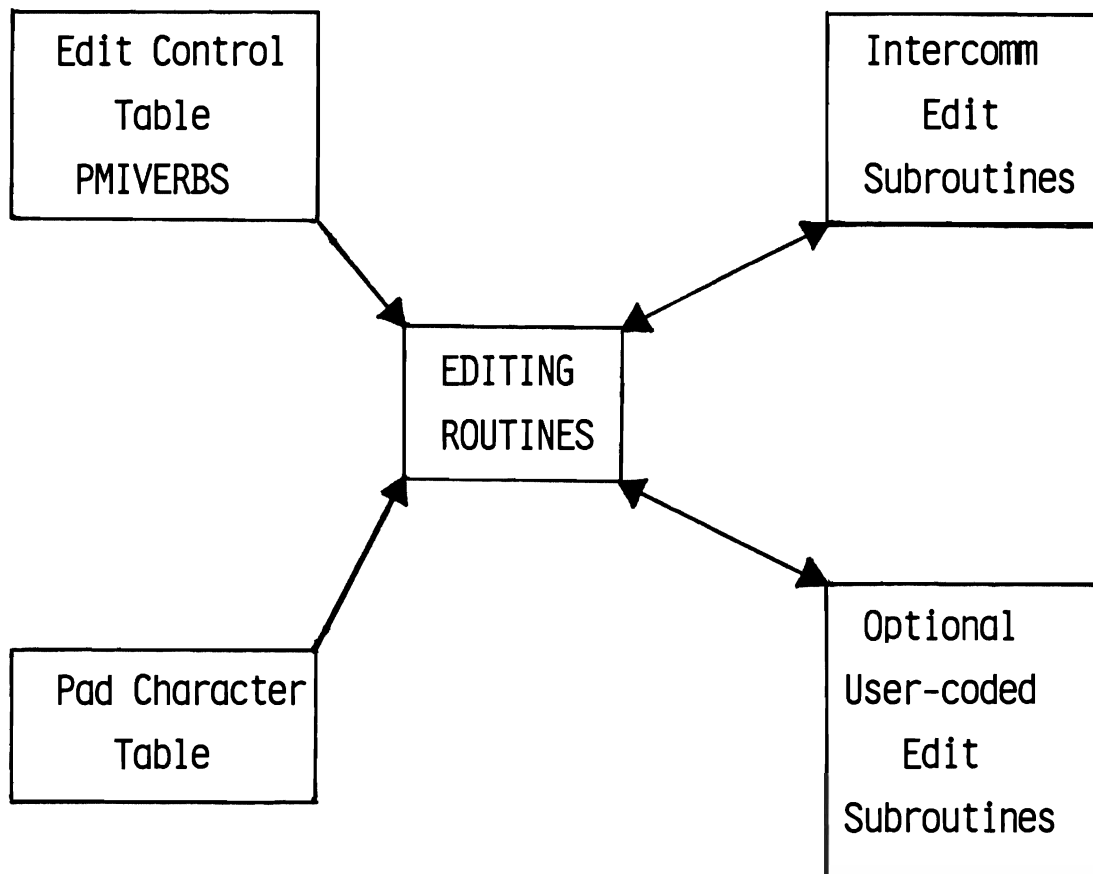 Edit Control
Table
PMIVERBS
Intercomm
Edit
Subroutines
EDITING
ROUTINES
Pad Character
Table
Optional
User-coded
Edit
Subroutines